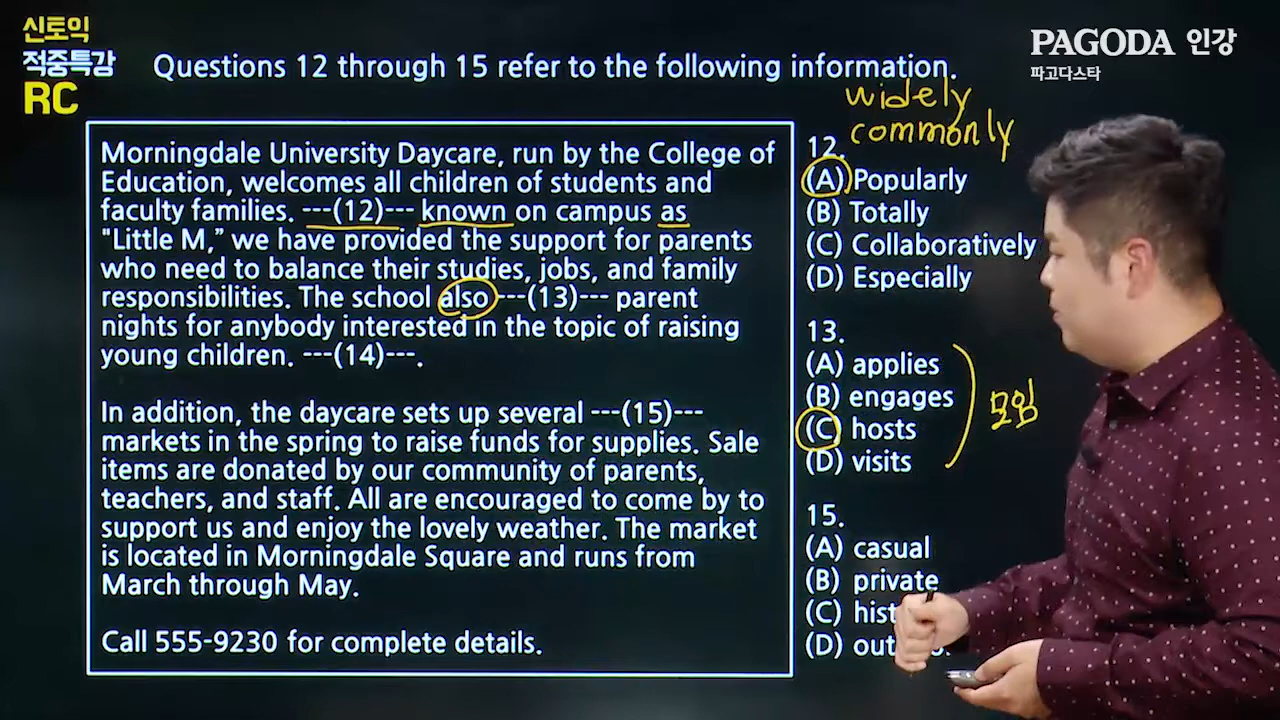 신토익
적중특강
RC
PAGODA 인강
파고다스타
Questions 12 through 15 refer to the following information.
widely
commonly
Morningdale University Daycare, run by the College of
Education, welcomes all children of students and
faculty families. ---(12)--- known on campus as
"Little M,” we have provided the support for parents
who need to balance their studies, jobs, and family
responsibilities. The school also ---(13)--- parent
nights for anybody interested in the topic of raising
young children. ---(14)---.
In addition, the daycare sets up several ---(15)---
markets in the spring to raise funds for supplies. Sale
items are donated by our community of parents,
teachers, and staff. All are encouraged to come by to
support us and enjoy the lovely weather. The market
is located in Morningdale Square and runs from
March through May.
Call 555-9230 for complete details.
12.
(A) Popularly
(B) Totally
(C) Collaboratively
(D) Especially
13.
(A) applies
(B) engages
(C) hosts
(D) visits
모임
15.
(A) casual
(B) private
(C)
(D)